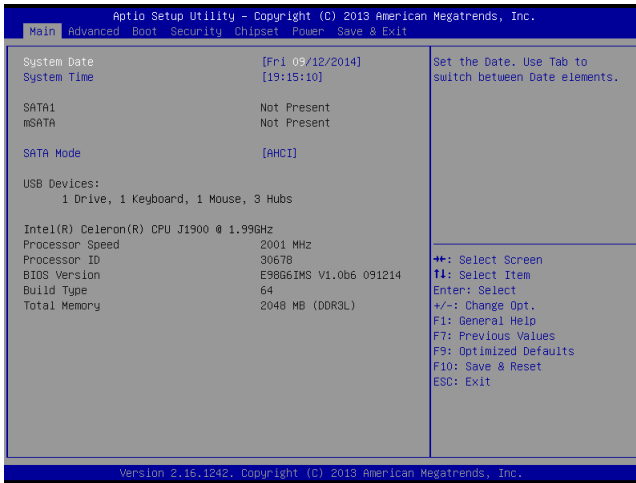 Aptio Setup Utility – Copyright (C) 2013 American Megatrends, Inc.
Main Advanced Boot Security Chipset Power Save & Exit
System Date [Fri 09/12/2014]
System Time [19:15:10]
SATA1 Not Present
mSATA Not Present
SATA Mode [AHCI]
USB Devices:
1 Drive, 1 Keyboard, 1 Mouse, 3 Hubs
Intel(R) Celeron(R) CPU J1900 @ 1.99GHz
Processor Speed 2001 MHz
Processor ID 30678
BIOS Version E98G6IMS V1.0b6 091214
Build Type 64
Total Memory 2048 MB (DDR3L)
Set the Date. Use Tab to
switch between Date elements.
→←: Select Screen
↑↓: Select Item
Enter: Select
+/-: Change Opt.
F1: General Help
F7: Previous Values
F9: Optimized Defaults
F10: Save & Reset
ESC: Exit
Version 2.16.1242. Copyright (C) 2013 American Megatrends, Inc.